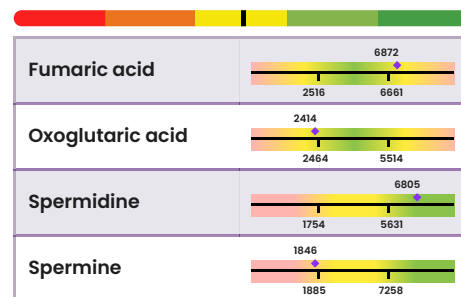 6872
Fumaric acid
2516 6661
2414
Oxoglutaric acid
2464 5514
6805
Spermidine
1754 5631
1846
Spermine
1885 7258